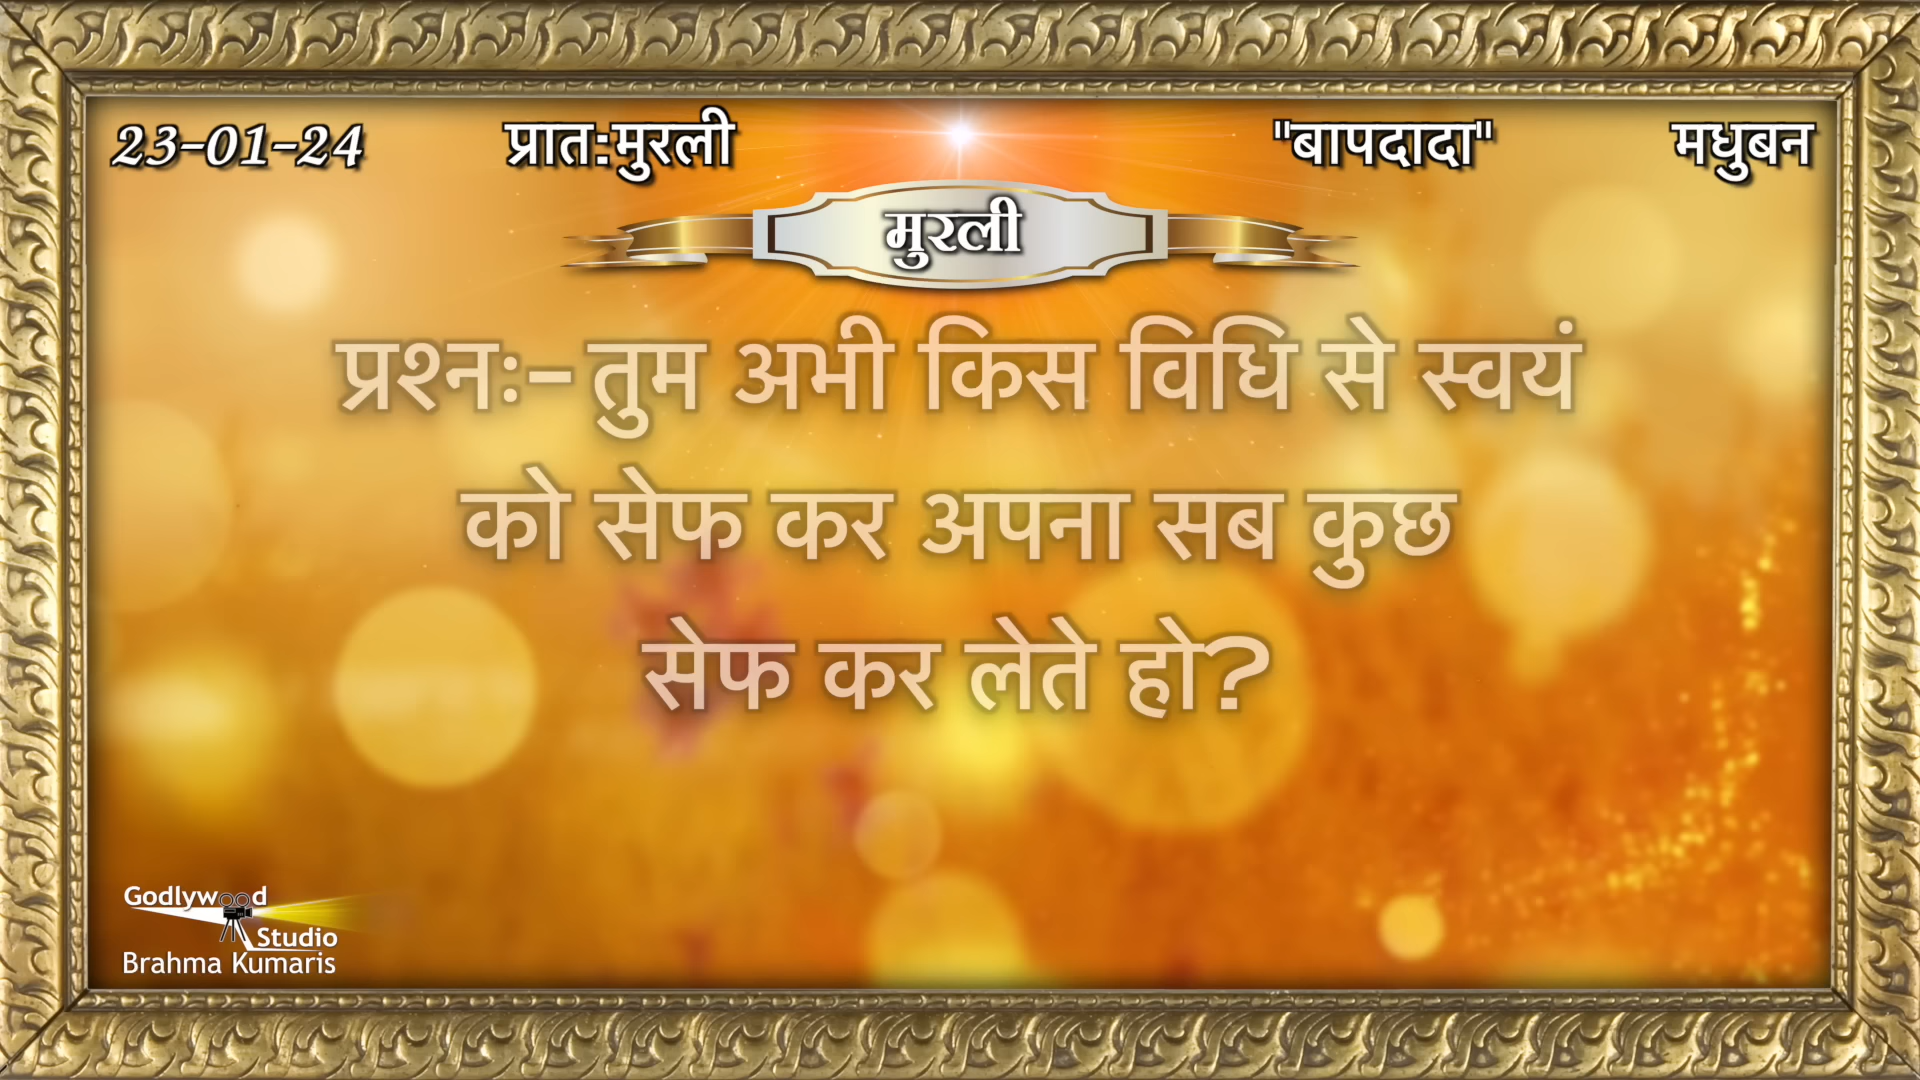 23-01-24 प्रात:मुरली "बापदादा" मधुबन
मुरली
प्रश्नः- तुम अभी किस विधि से स्वयं
को सेफ कर अपना सब कुछ
सेफ कर लेते हो?
Godlywood
Studio
Brahma Kumaris